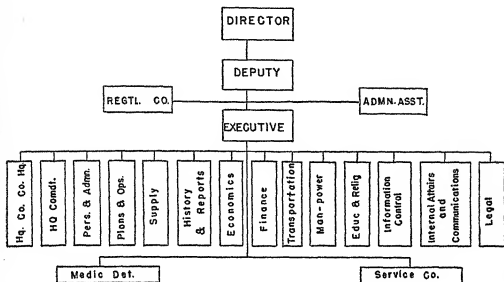 DIRECTOR
DEPUTY
REGTL. CO.
ADMN. ASST.
EXECUTIVE
Hq. Co. Co. Hq.
HQ Comdt.
Pers. & Admn.
Plans & Ops.
Supply
History
& Reports
Economics
Finance
Transportation
Man-power
Educ & Relig
Information
Control
Internal Affairs
and
Communications
Legal
Medic Det.
Service Co.